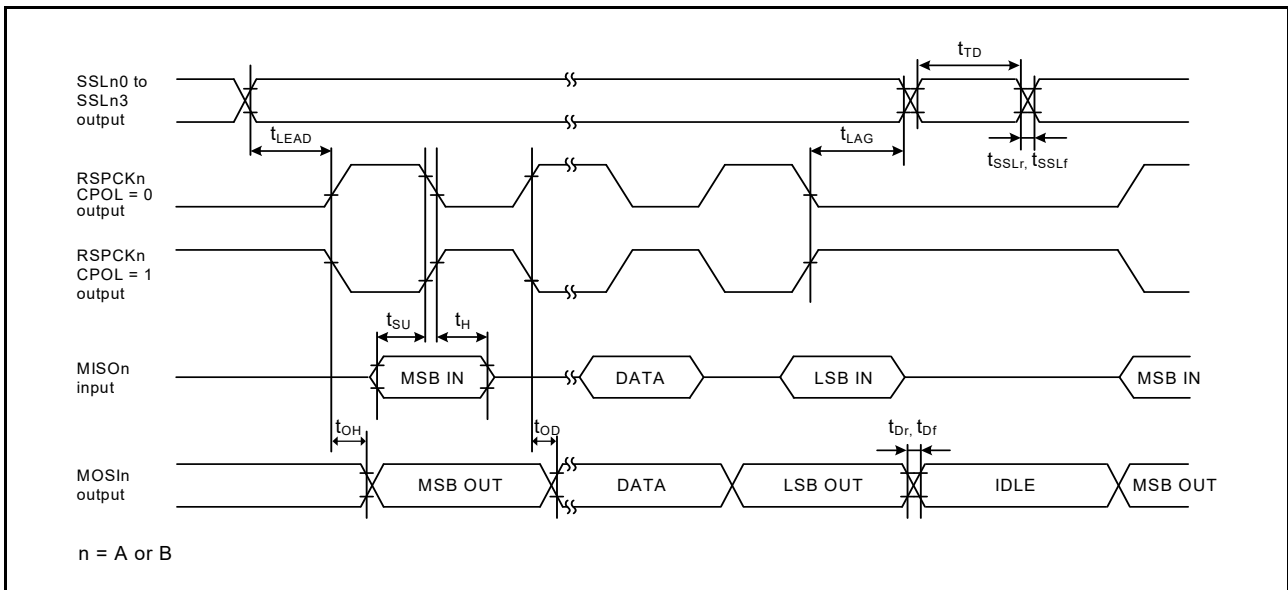 SSLn0 to
SSLn3
output
tTD
tLEAD
tLAG
tSSLr, tSSLf
RSPCKn
CPOL = 0
output
RSPCKn
CPOL = 1
output
tSU
tH
MISOn
input
MSB IN
DATA
LSB IN
MSB IN
tOH
tOD
tDr, tDf
MOSIn
output
MSB OUT
DATA
LSB OUT
IDLE
MSB OUT
n = A or B